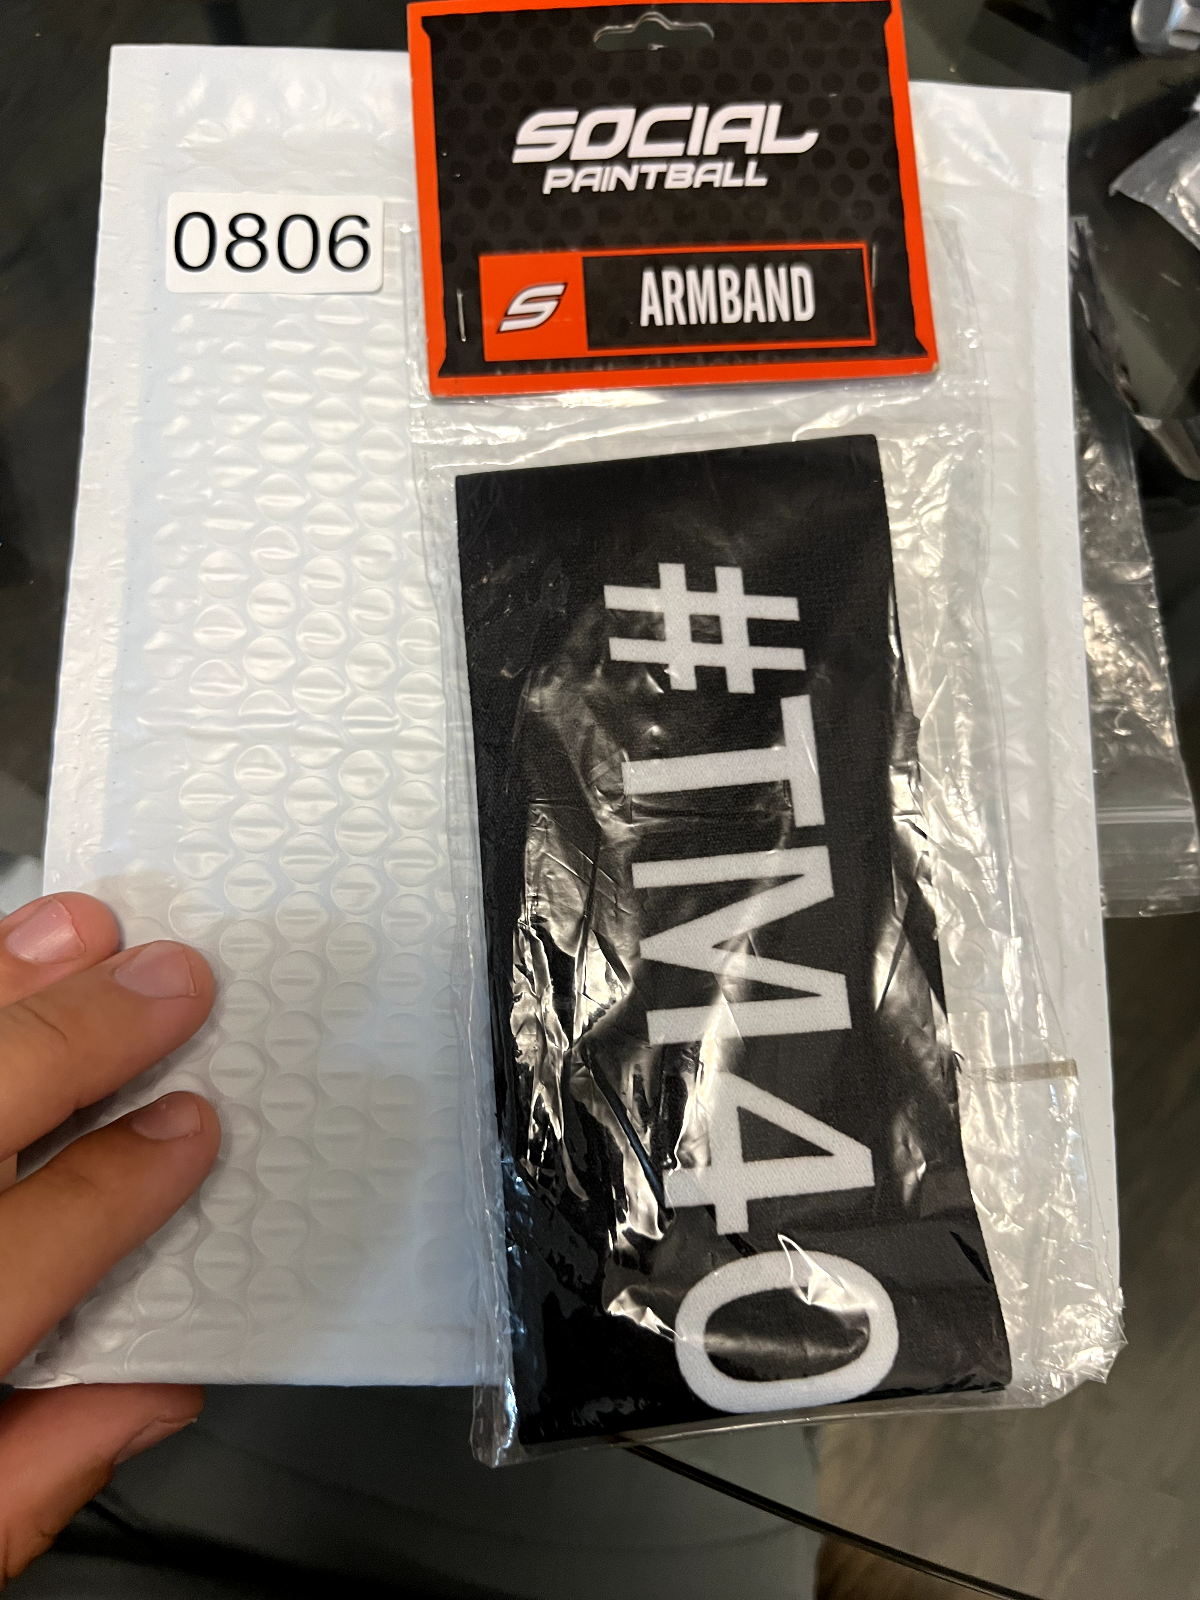 SOCIAL
PAINTBALL
0806
S
ARMBAND
#TM40